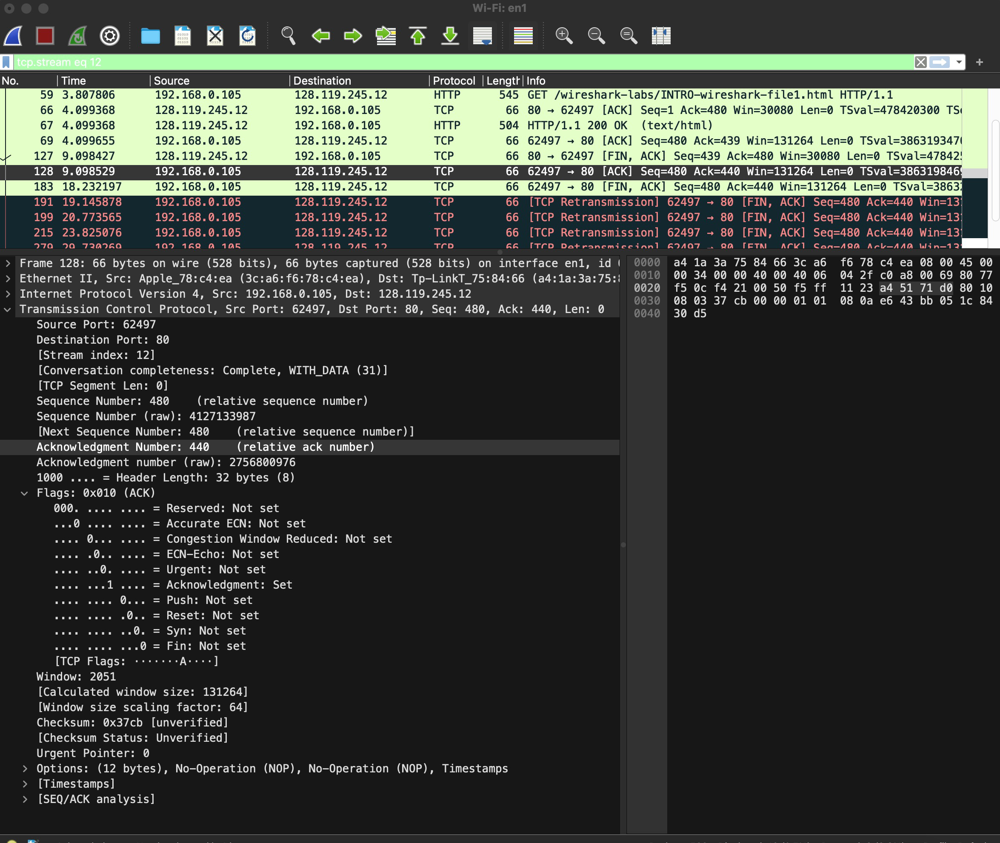 Wi-Fi: en1
tcp.stream eq 12
No. Time Source Destination Protocol Length Info
59 3.807806 192.168.0.105 128.119.245.12 HTTP 545 GET /wireshark-labs/INTRO-wireshark-file1.html HTTP/1.1
66 4.099368 128.119.245.12 192.168.0.105 TCP 66 80 → 62497 [ACK] Seq=1 Ack=480 Win=30080 Len=0 TSval=478420300
67 4.099368 128.119.245.12 192.168.0.105 HTTP 504 HTTP/1.1 200 OK (text/html)
69 4.099655 192.168.0.105 128.119.245.12 TCP 66 62497 → 80 [ACK] Seq=480 Ack=439 Win=131264 Len=0 TSval=386319347
127 9.098427 128.119.245.12 192.168.0.105 TCP 66 80 → 62497 [FIN, ACK] Seq=439 Ack=480 Win=30080 Len=0 TSval=47842
128 9.098529 192.168.0.105 128.119.245.12 TCP 66 62497 → 80 [ACK] Seq=480 Ack=440 Win=131264 Len=0 TSval=386319846
183 18.232197 192.168.0.105 128.119.245.12 TCP 66 62497 → 80 [FIN, ACK] Seq=480 Ack=440 Win=131264 Len=0 TSval=3863
191 19.145878 192.168.0.105 128.119.245.12 TCP 66 [TCP Retransmission] 62497 → 80 [FIN, ACK] Seq=480 Ack=440 Win=13
199 20.773565 192.168.0.105 128.119.245.12 TCP 66 [TCP Retransmission] 62497 → 80 [FIN, ACK] Seq=480 Ack=440 Win=13
215 23.825076 192.168.0.105 128.119.245.12 TCP 66 [TCP Retransmission] 62497 → 80 [FIN, ACK] Seq=480 Ack=440 Win=13
279 29.730269 192.168.0.105 128.119.245.12 TCP 66 [TCP Retransmission] 62497 → 80 [FIN, ACK] Seq=480 Ack=440 Win=13
Frame 128: 66 bytes on wire (528 bits), 66 bytes captured (528 bits) on interface en1, id
Ethernet II, Src: Apple_78:c4:ea (3c:a6:f6:78:c4:ea), Dst: Tp-LinkT_75:84:66 (a4:1a:3a:75:
Internet Protocol Version 4, Src: 192.168.0.105, Dst: 128.119.245.12
Transmission Control Protocol, Src Port: 62497, Dst Port: 80, Seq: 480, Ack: 440, Len: 0
Source Port: 62497
Destination Port: 80
[Stream index: 12]
[Conversation completeness: Complete, WITH_DATA (31)]
[TCP Segment Len: 0]
Sequence Number: 480 (relative sequence number)
Sequence Number (raw): 4127133987
[Next Sequence Number: 480 (relative sequence number)]
Acknowledgment Number: 440 (relative ack number)
Acknowledgment number (raw): 2756800976
1000 .... = Header Length: 32 bytes (8)
Flags: 0x010 (ACK)
000. .... .... = Reserved: Not set
...0 .... .... = Accurate ECN: Not set
.... 0... .... = Congestion Window Reduced: Not set
.... .0.. .... = ECN-Echo: Not set
.... ..0. .... = Urgent: Not set
.... ...1 .... = Acknowledgment: Set
.... .... 0... = Push: Not set
.... .... .0.. = Reset: Not set
.... .... ..0. = Syn: Not set
.... .... ...0 = Fin: Not set
[TCP Flags: ·······A····]
Window: 2051
[Calculated window size: 131264]
[Window size scaling factor: 64]
Checksum: 0x37cb [unverified]
[Checksum Status: Unverified]
Urgent Pointer: 0
Options: (12 bytes), No-Operation (NOP), No-Operation (NOP), Timestamps
[Timestamps]
[SEQ/ACK analysis]
0000 a4 1a 3a 75 84 66 3c a6 f6 78 c4 ea 08 00 45 00
0010 00 34 00 00 40 00 40 06 04 2f c0 a8 00 69 80 77
0020 f5 0c f4 21 00 50 f5 ff 11 23 a4 51 71 d0 80 10
0030 08 03 37 cb 00 00 01 01 08 0a e6 43 bb 05 1c 84
0040 30 d5